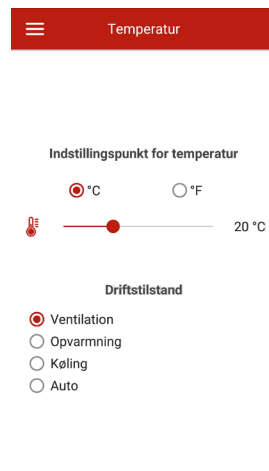 Temperatur
Indstillingspunkt for temperatur
°C °F
20 °C
Driftstilstand
Ventilation
Opvarmning
Køling
Auto